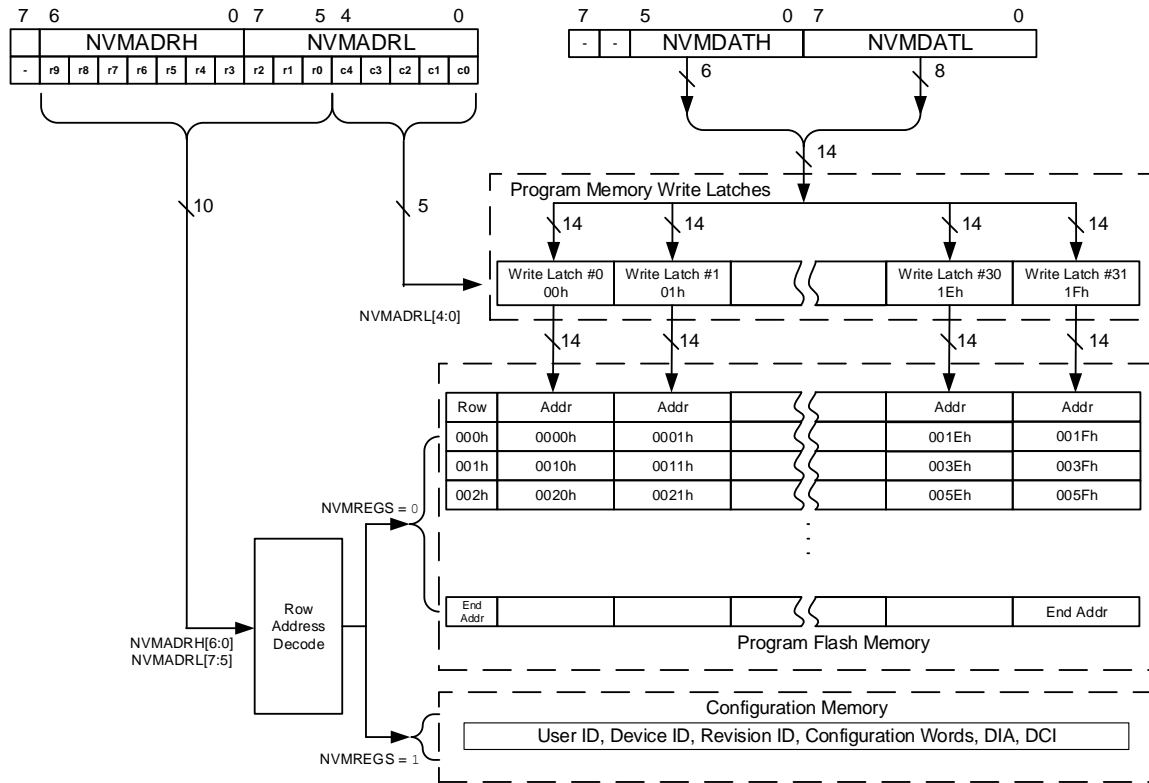 7 6 0 7 5 4 0
7 5 0 7 0
NVMADRH NVMADRL
- - NVMDATH NVMDATL
- r9 r8 r7 r6 r5 r4 r3 r2 r1 r0 c4 c3 c2 c1 c0
6 8
14
Program Memory Write Latches
10 5
14 14 14 14
Write Latch #0 Write Latch #1 Write Latch #30 Write Latch #31
00h 01h 1Eh 1Fh
NVMADRL[4:0]
14 14 14 14
Row Addr Addr Addr Addr
000h 0000h 0001h 001Eh 001Fh
001h 0010h 0011h 003Eh 003Fh
002h 0020h 0021h 005Eh 005Fh
NVMREGS = 0
End
Addr
End Addr
Row
Address
Decode
NVMADRH[6:0]
NVMADRL[7:5]
Program Flash Memory
Configuration Memory
User ID, Device ID, Revision ID, Configuration Words, DIA, DCI
NVMREGS = 1